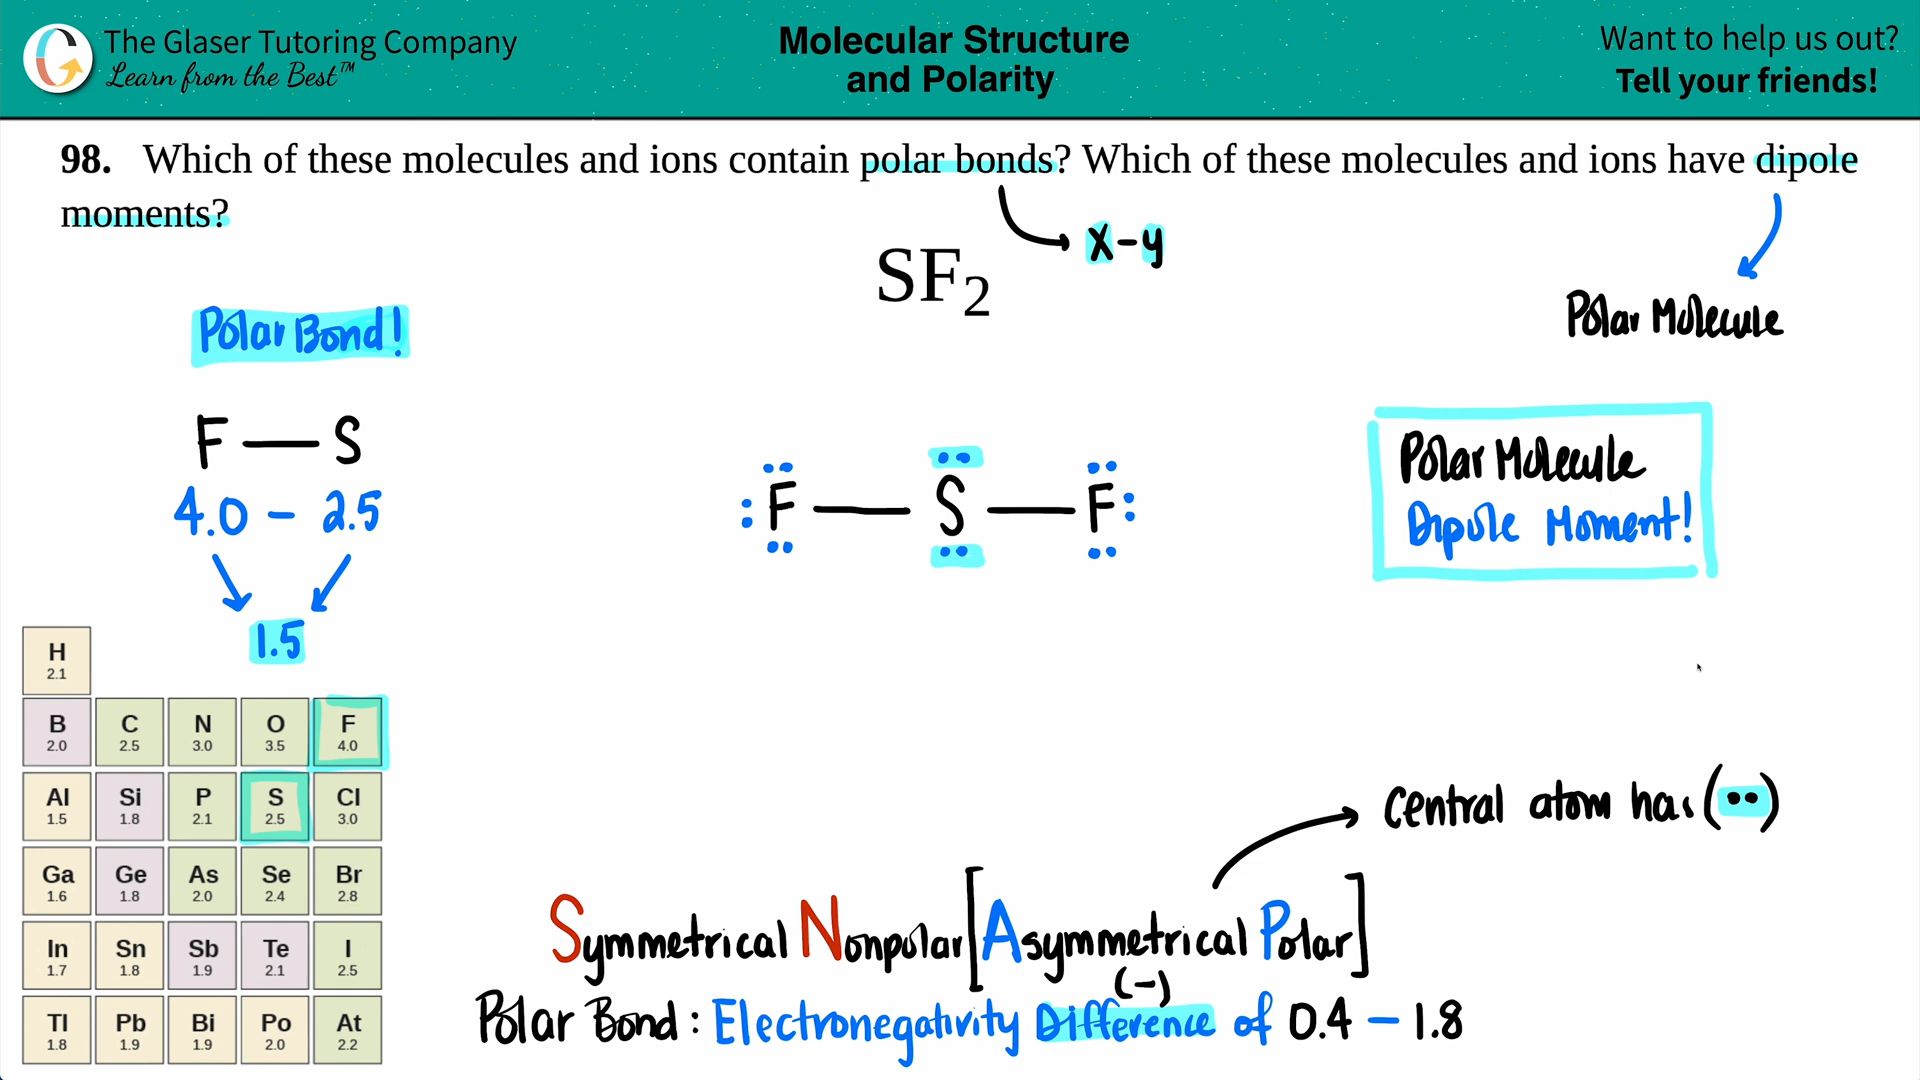 The Glaser Tutoring Company
Learn from the Best™
Molecular Structure
and Polarity
Want to help us out?
Tell your friends!
98. Which of these molecules and ions contain polar bonds? Which of these molecules and ions have dipole
moments?
X-y
SF₂
Polar Bond!
Polar Molecule
F — S
4.0 - 2.5
1.5
:F — S — F:
Polar Molecule
Dipole Moment!
H
2.1
B C N O F
2.0 2.5 3.0 3.5 4.0
Al Si P S Cl
1.5 1.8 2.1 2.5 3.0
Ga Ge As Se Br
1.6 1.8 2.0 2.4 2.8
In Sn Sb Te I
1.7 1.8 1.9 2.1 2.5
Tl Pb Bi Po At
1.8 1.9 1.9 2.0 2.2
Central atom has (••)
Symmetrical Nonpolar [Asymmetrical Polar]
(-)
Polar Bond: Electronegativity Difference of 0.4 - 1.8